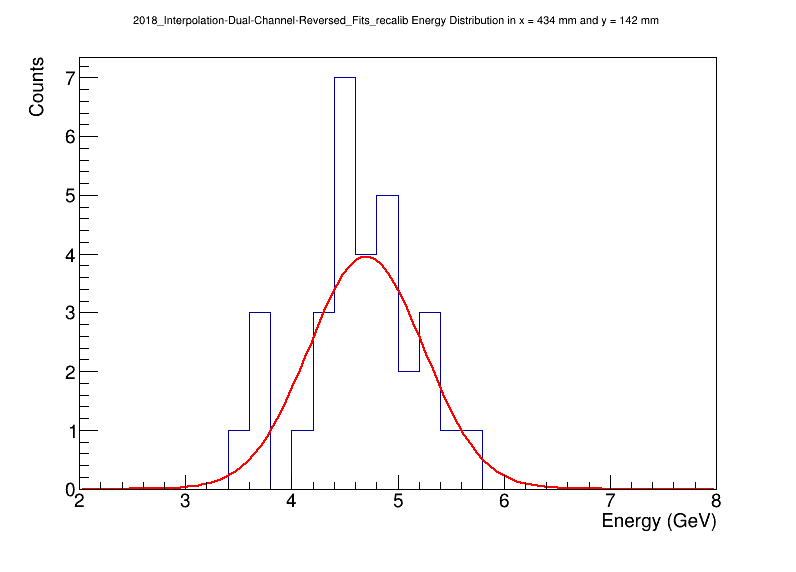 2018_Interpolation-Dual-Channel-Reversed_Fits_recalib Energy Distribution in x = 434 mm and y = 142 mm
Counts
7
6
5
4
3
2
1
0
2 3 4 5 6 7 8
Energy (GeV)